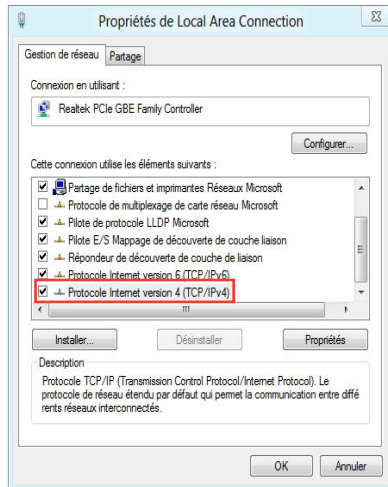 Propriétés de Local Area Connection
Gestion de réseau Partage
Connexion en utilisant :
Realtek PCIe GBE Family Controller
Configurer...
Cette connexion utilise les éléments suivants :
Partage de fichiers et imprimantes Réseaux Microsoft
Protocole de multiplexage de carte réseau Microsoft
Pilote de protocole LLDP Microsoft
Pilote E/S Mappage de découverte de couche liaison
Répondeur de découverte de couche de liaison
Protocole Internet version 6 (TCP/IPv6)
Protocole Internet version 4 (TCP/IPv4)
Installer... Désinstaller Propriétés
Description
Protocole TCP/IP (Transmission Control Protocol/Internet Protocol). Le
protocole de réseau étendu par défaut qui permet la communication entre diffé
rents réseaux interconnectés.
OK Annuler